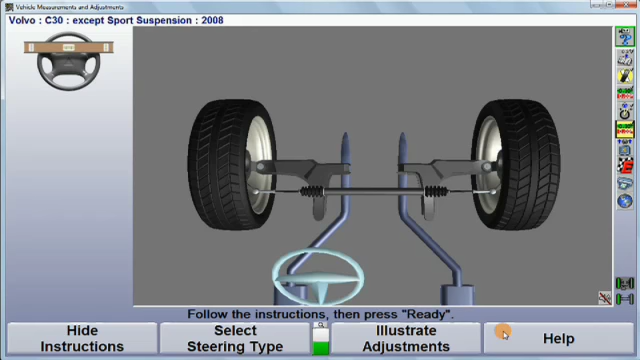 Vehicle Measurements and Adjustments
Volvo : C30 : except Sport Suspension : 2008
Follow the instructions, then press "Ready".
Hide
Instructions
Select
Steering Type
Illustrate
Adjustments
Help